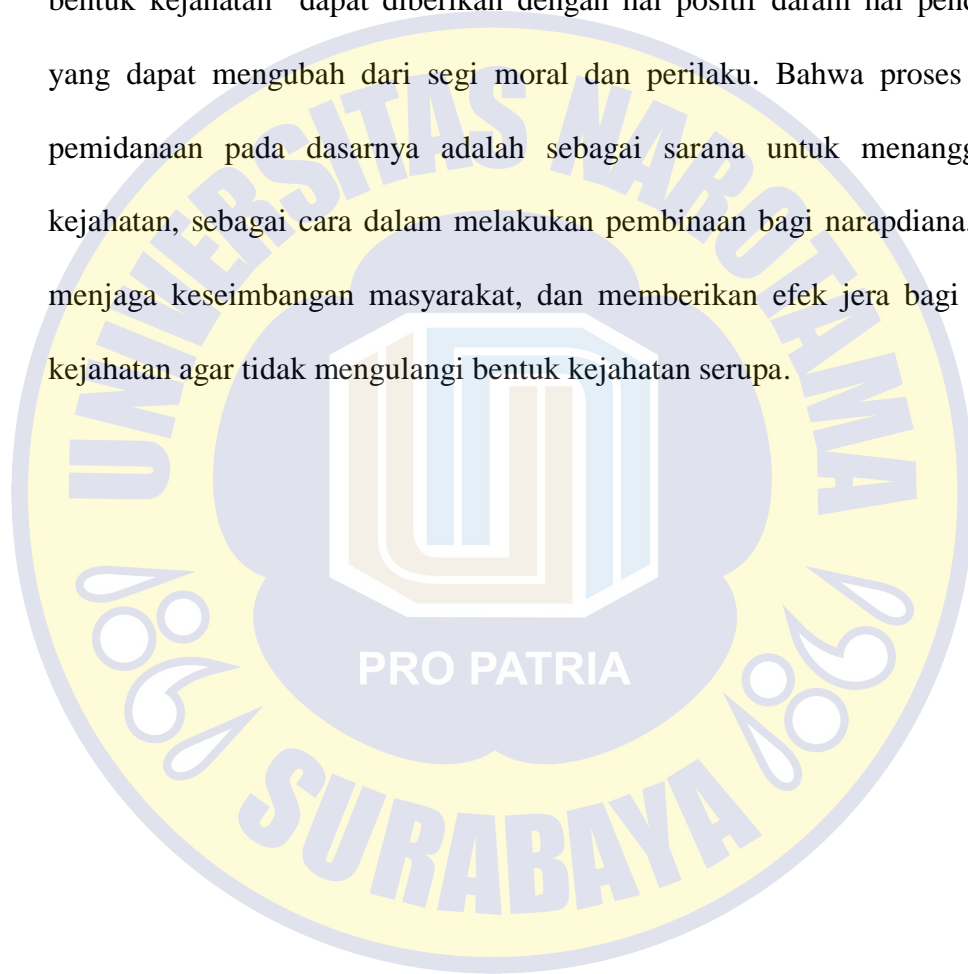 bentuk kejahatan dapat diberikan dengan hal positif dalam hal
yang dapat mengubah dari segi moral dan perilaku. Bahwa proses
pemidanaan pada dasarnya adalah sebagai sarana untuk
kejahatan, sebagai cara dalam melakukan pembinaan bagi narapdiana.
menjaga keseimbangan masyarakat, dan memberikan efek jera bagi
kejahatan agar tidak mengulangi bentuk kejahatan serupa.
UNIVERSITAS NAROTAMA
PRO PATRIA
1981
1981
SURABAYA